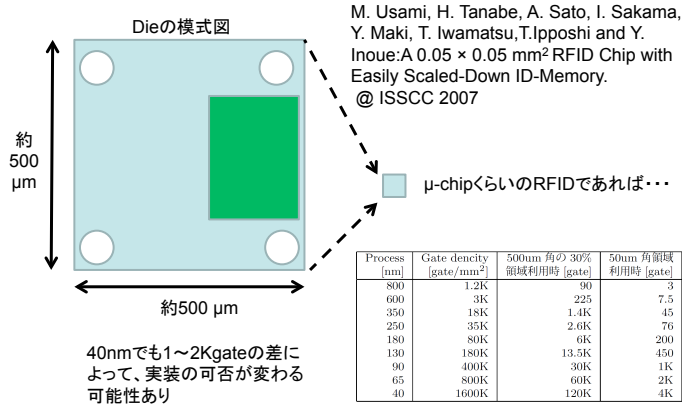 Dieの模式図
M. Usami, H. Tanabe, A. Sato, I. Sakama,
Y. Maki, T. Iwamatsu,T.Ipposhi and Y.
Inoue:A 0.05 × 0.05 mm² RFID Chip with
Easily Scaled-Down ID-Memory.
@ ISSCC 2007
約
500
μm
μ-chipくらいのRFIDであれば・・・
約500 μm
40nmでも1～2Kgateの差に
よって、実装の可否が変わる
可能性あり
Process Gate dencity 500um 角の 30% 50um 角領域
[nm] [gate/mm²] 領域利用時 [gate] 利用時 [gate]
800 1.2K 90 3
600 3K 225 7.5
350 18K 1.4K 45
250 35K 2.6K 76
180 80K 6K 200
130 180K 13.5K 450
90 400K 30K 1K
65 800K 60K 2K
40 1600K 120K 4K